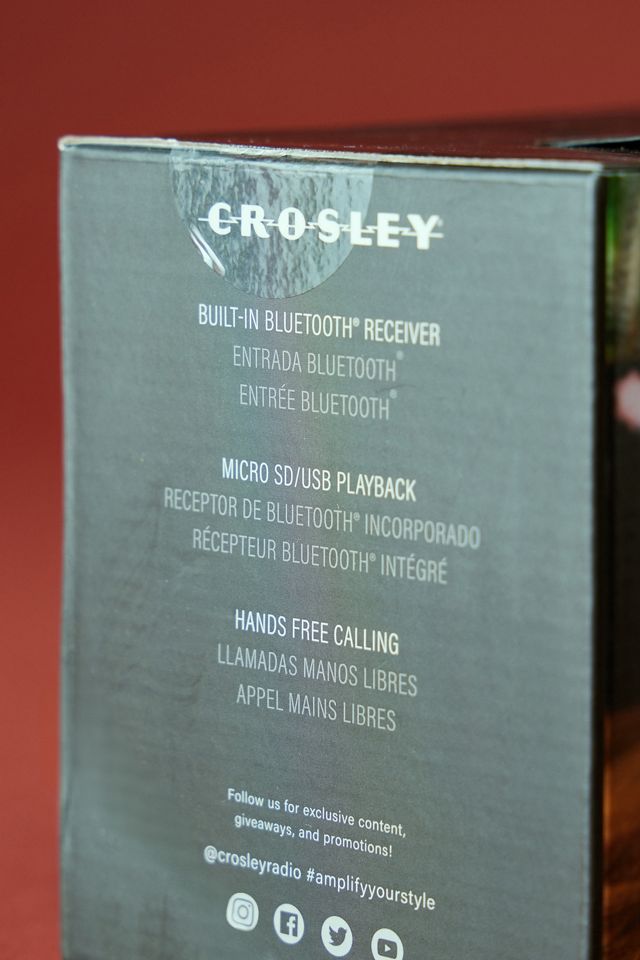 CROSLEY®
BUILT-IN BLUETOOTH® RECEIVER
ENTRADA BLUETOOTH®
ENTRÉE BLUETOOTH®
MICRO SD/USB PLAYBACK
RECEPTOR DE BLUETOOTH® INCORPORADO
RÉCEPTEUR BLUETOOTH® INTÉGRÉ
HANDS FREE CALLING
LLAMADAS MANOS LIBRES
APPEL MAINS LIBRES
Follow us for exclusive content,
giveaways, and promotions!
@crosleyradio #amplifyyourstyle